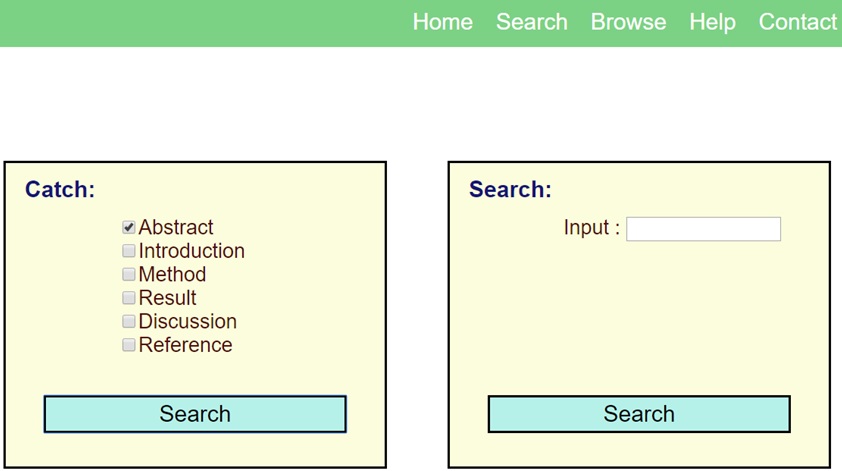 Home Search Browse Help Contact
Catch:
Abstract
Introduction
Method
Result
Discussion
Reference
Search
Search:
Input :
Search